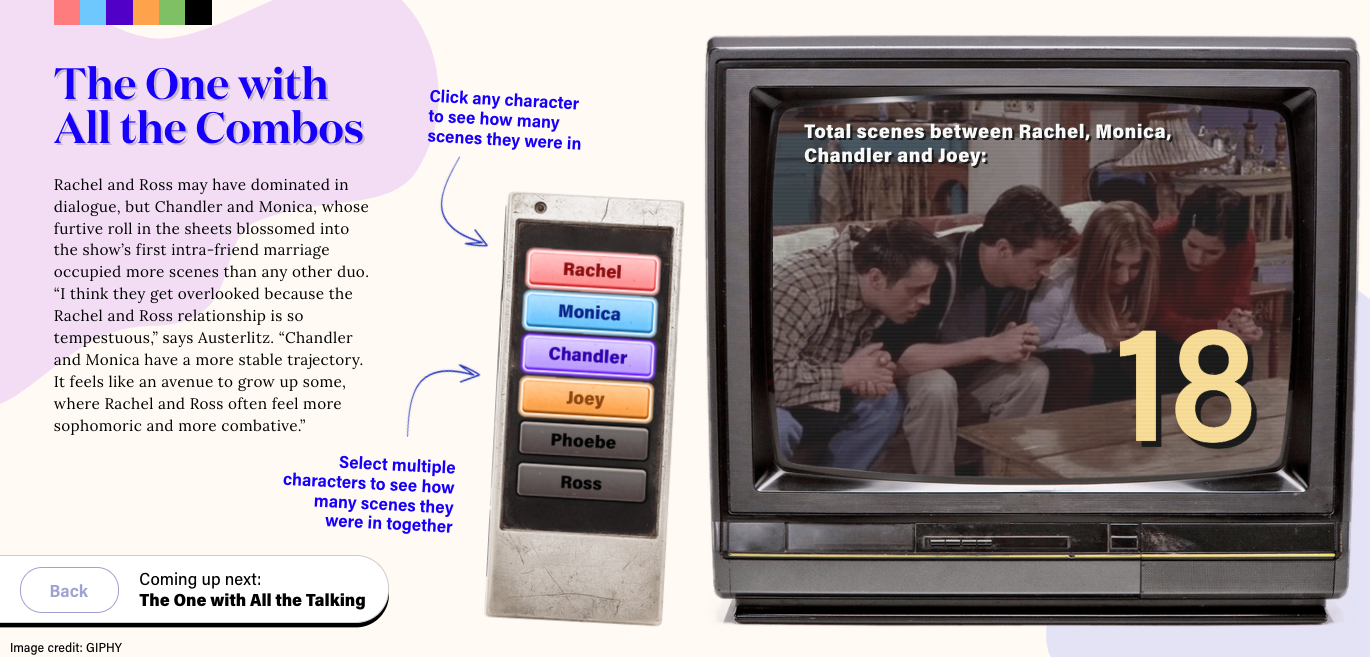 The One with
All the Combos
Rachel and Ross may have dominated in
dialogue, but Chandler and Monica, whose
furtive roll in the sheets blossomed into
the show’s first intra-friend marriage
occupied more scenes than any other duo.
“I think they get overlooked because the
Rachel and Ross relationship is so
tempestuous,” says Austerlitz. “Chandler
and Monica have a more stable trajectory.
It feels like an avenue to grow up some,
where Rachel and Ross often feel more
sophomoric and more combative.”
Click any character
to see how many
scenes they were in
Rachel
Monica
Chandler
Joey
Phoebe
Ross
Select multiple
characters to see how
many scenes they
were in together
Total scenes between Rachel, Monica,
Chandler and Joey:
18
Back
Coming up next:
The One with All the Talking
Image credit: GIPHY